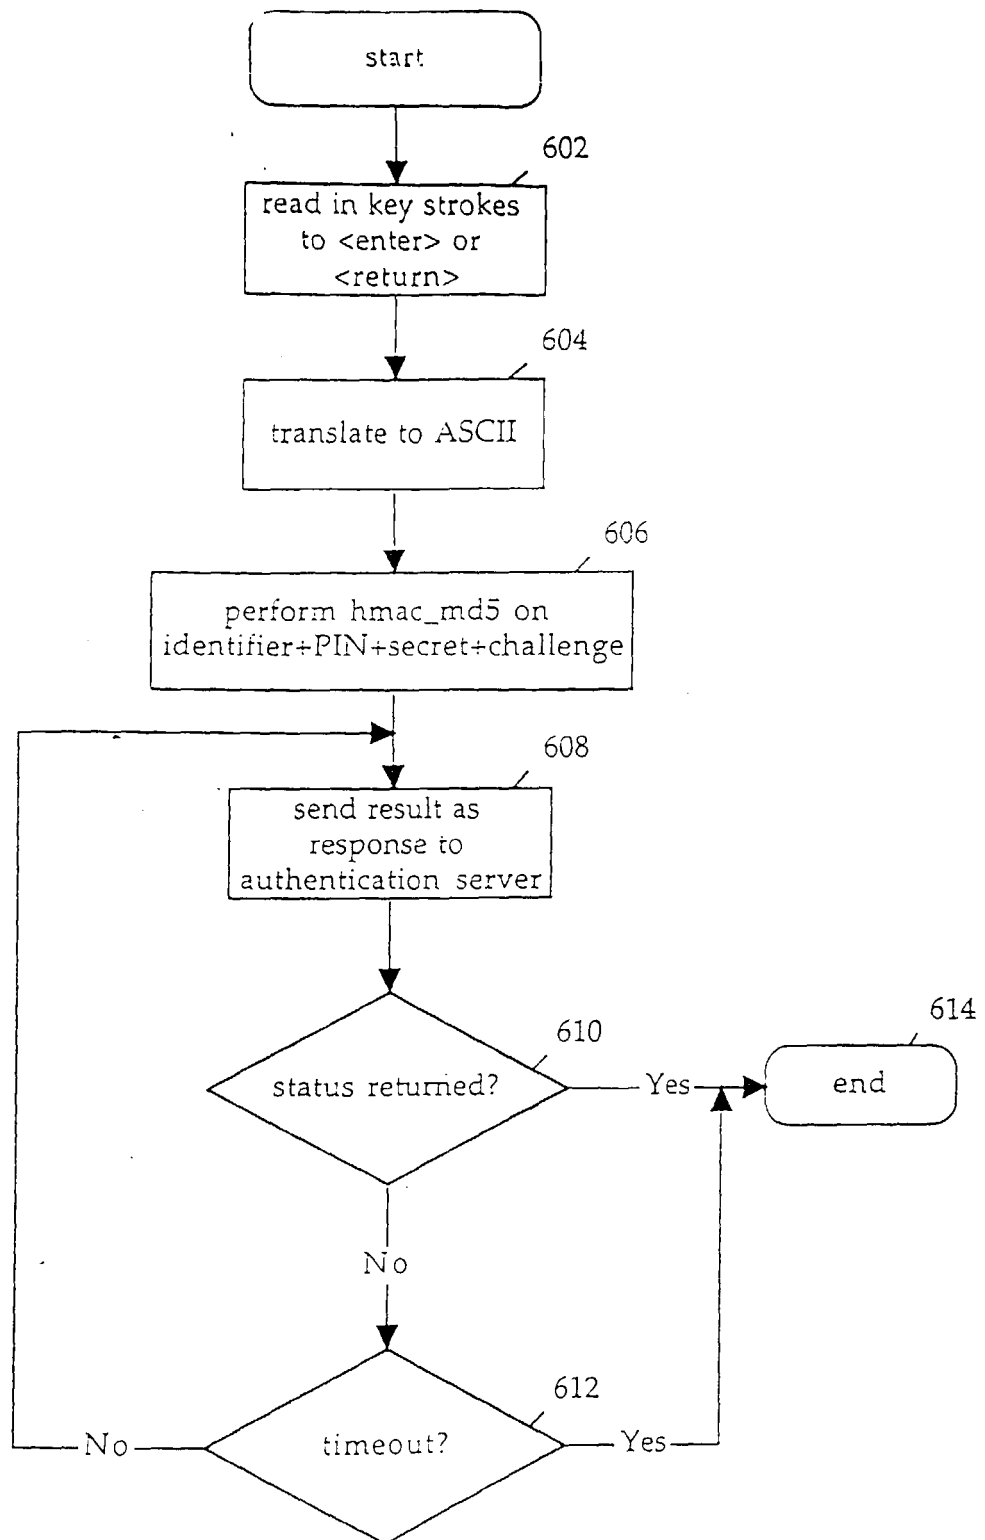 start
602
read in key strokes
to <enter> or
<return>
604
translate to ASCII
606
perform hmac_md5 on
identifier+PIN+secret+challenge
608
send result as
response to
authentication server
610
status returned?
Yes
614
end
No
612
timeout?
No
Yes